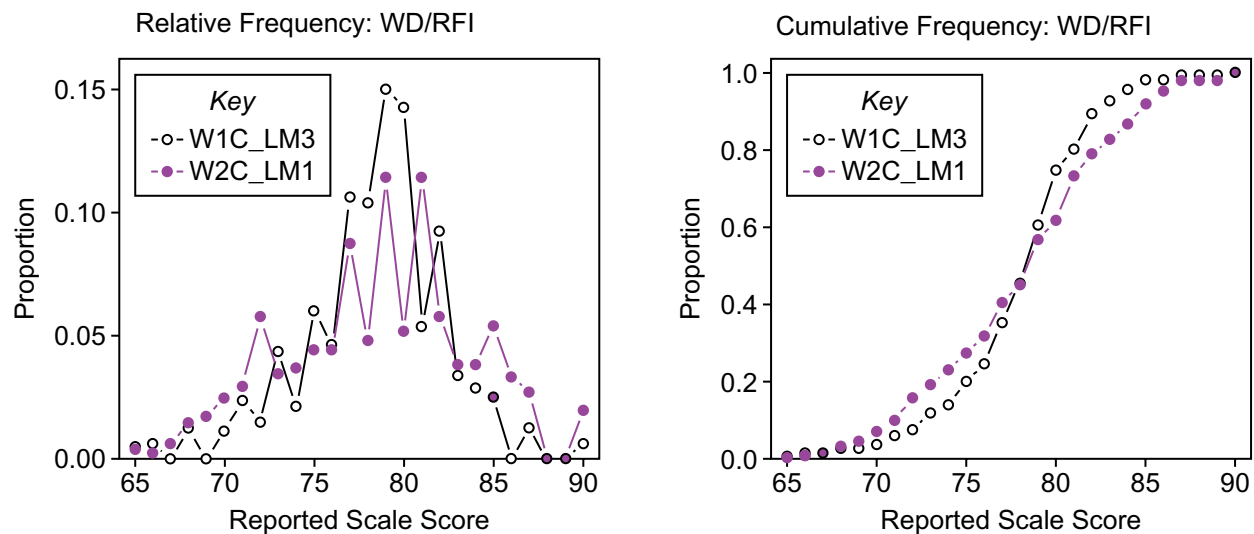 Relative Frequency: WD/RFI
Proportion
0.15
0.10
0.05
0.00
Key
W1C_LM3
W2C_LM1
65 70 75 80 85 90
Reported Scale Score
Cumulative Frequency: WD/RFI
Proportion
1.0
0.8
0.6
0.4
0.2
0.0
Key
W1C_LM3
W2C_LM1
65 70 75 80 85 90
Reported Scale Score